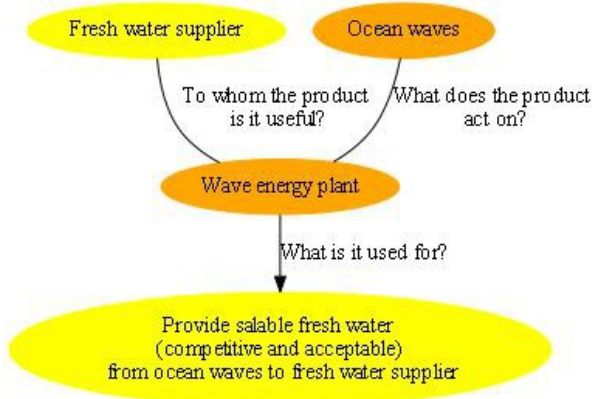 Fresh water supplier
Ocean waves
To whom the product
is it useful?
What does the product
act on?
Wave energy plant
What is it used for?
Provide salable fresh water
(competitive and acceptable)
from ocean waves to fresh water supplier